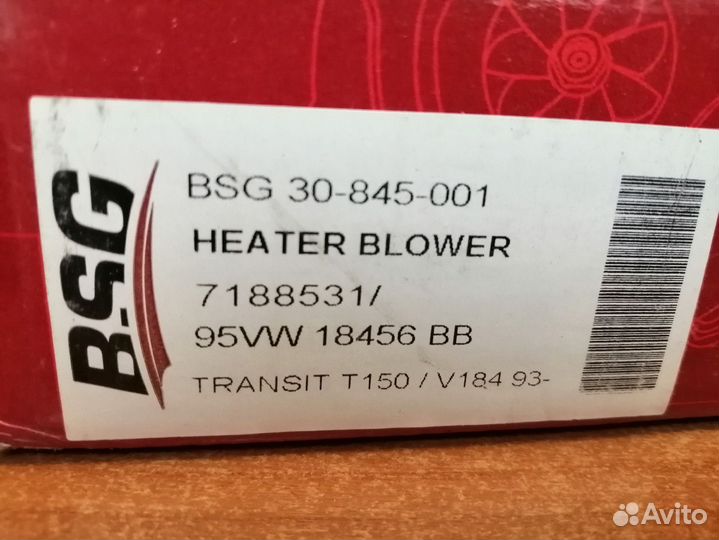 BSG
BSG 30-845-001
HEATER BLOWER
7188531/
95VW 18456 BB
TRANSIT T150 / V184 93-
Avito